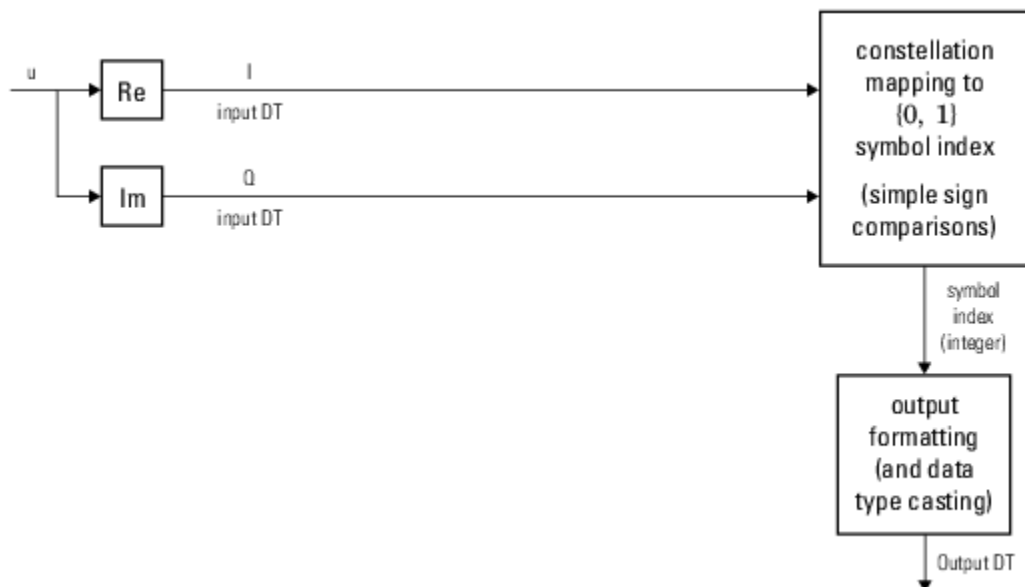 u
Re
I
input DT
Im
Q
input DT
constellation
mapping to
{0, 1}
symbol index
(simple sign
comparisons)
symbol
index
(integer)
output
formatting
(and data
type casting)
Output DT